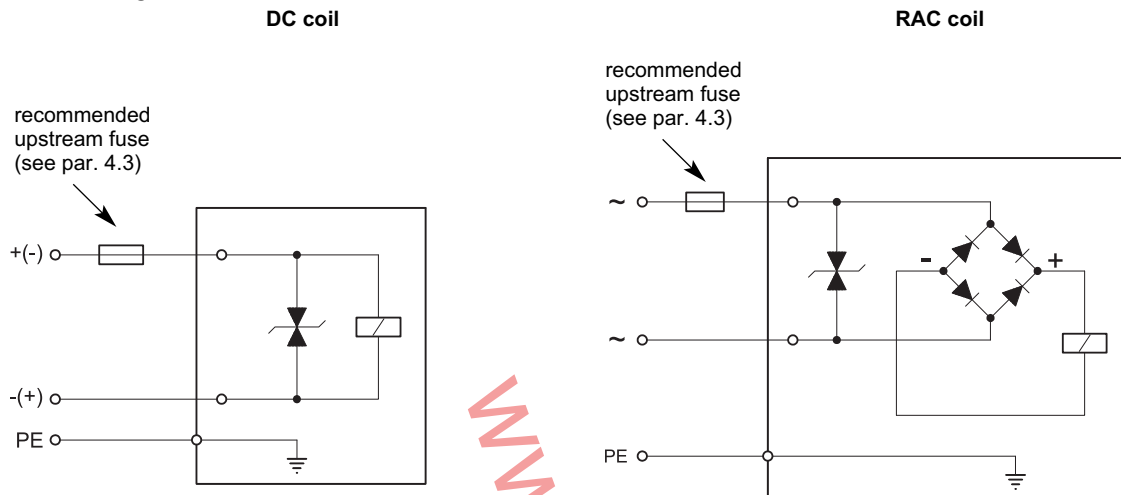 DC coil
RAC coil
recommended
upstream fuse
(see par. 4.3)
recommended
upstream fuse
(see par. 4.3)
+(-)
-(+)
PE
~
~
-
+
PE
WW